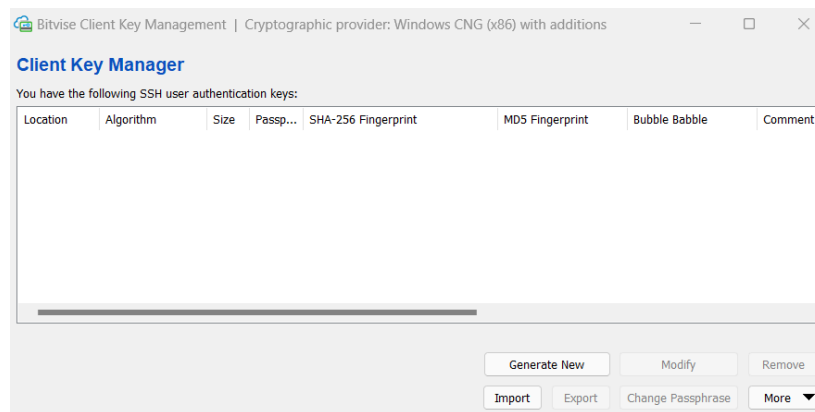 Bitvise Client Key Management | Cryptographic provider: Windows CNG (x86) with additions
Client Key Manager
You have the following SSH user authentication keys:
Location Algorithm Size Passp... SHA-256 Fingerprint MD5 Fingerprint Bubble Babble Comment
Generate New Modify Remove
Import Export Change Passphrase More